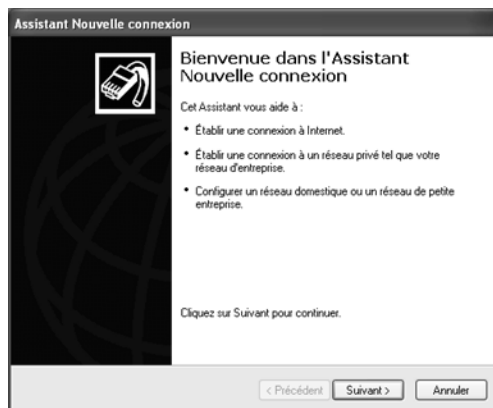 Assistant Nouvelle connexion
Bienvenue dans l'Assistant
Nouvelle connexion
Cet Assistant vous aide à :
• Établir une connexion à Internet.
• Établir une connexion à un réseau privé tel que votre
réseau d'entreprise.
• Configurer un réseau domestique ou un réseau de petite
entreprise.
Cliquez sur Suivant pour continuer.
< Précédent
Suivant >
Annuler